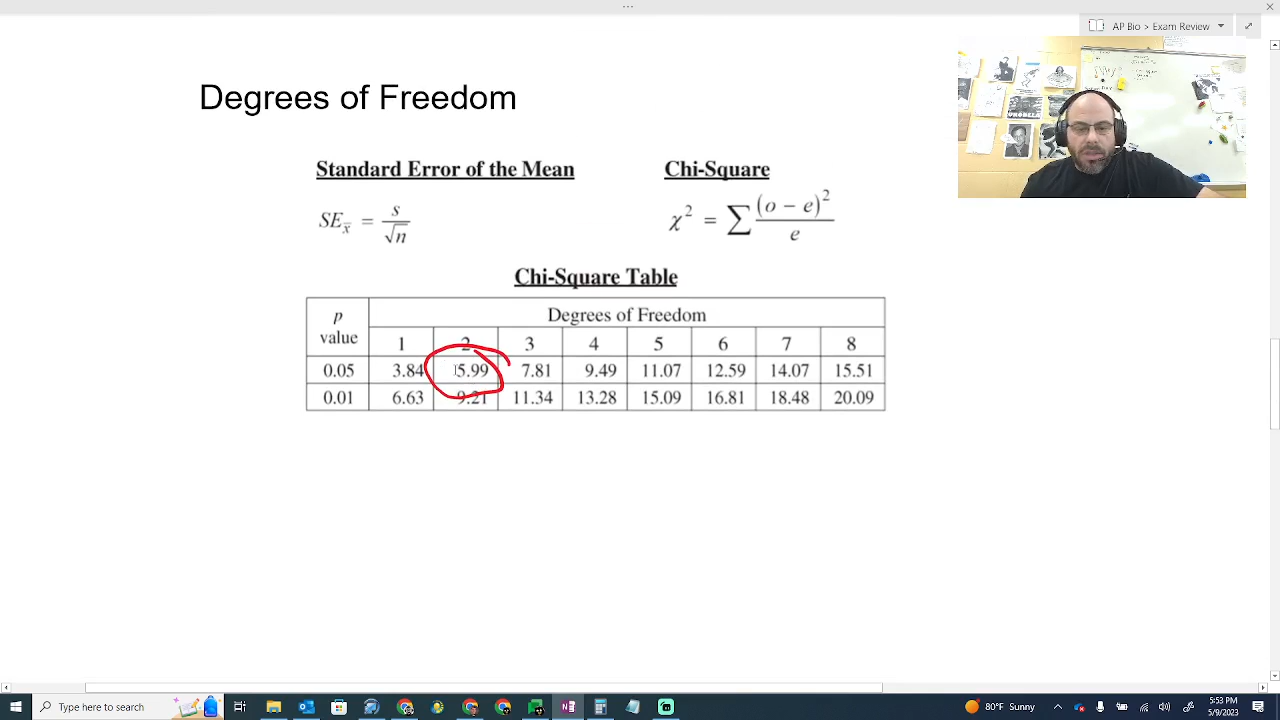 AP Bio > Exam Review
Degrees of Freedom
Standard Error of the Mean
Chi-Square
SEx̄ = s/√n
χ² = ∑ (o − e)²/e
Chi-Square Table
p value
Degrees of Freedom
1 2 3 4 5 6 7 8
0.05 3.84 5.99 7.81 9.49 11.07 12.59 14.07 15.51
0.01 6.63 9.21 11.34 13.28 15.09 16.81 18.48 20.09
Type here to search
80°F Sunny
5:53 PM
5/9/2023